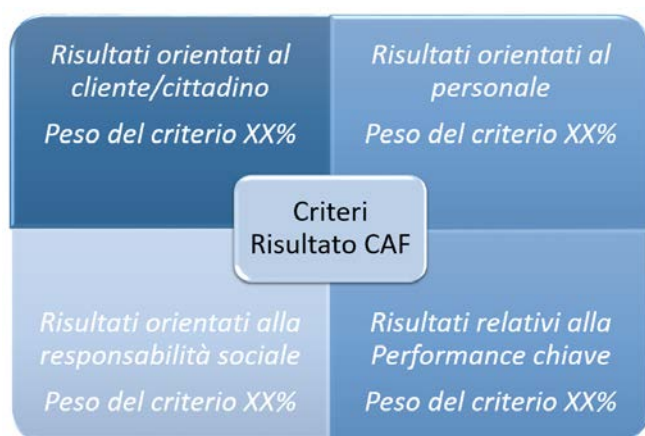 Risultati orientati al
cliente/cittadino
Peso del criterio XX%
Risultati orientati al
personale
Peso del criterio XX%
Criteri
Risultato CAF
Risultati orientati alla
responsabilità sociale
Peso del criterio XX%
Risultati relativi alla
Performance chiave
Peso del criterio XX%